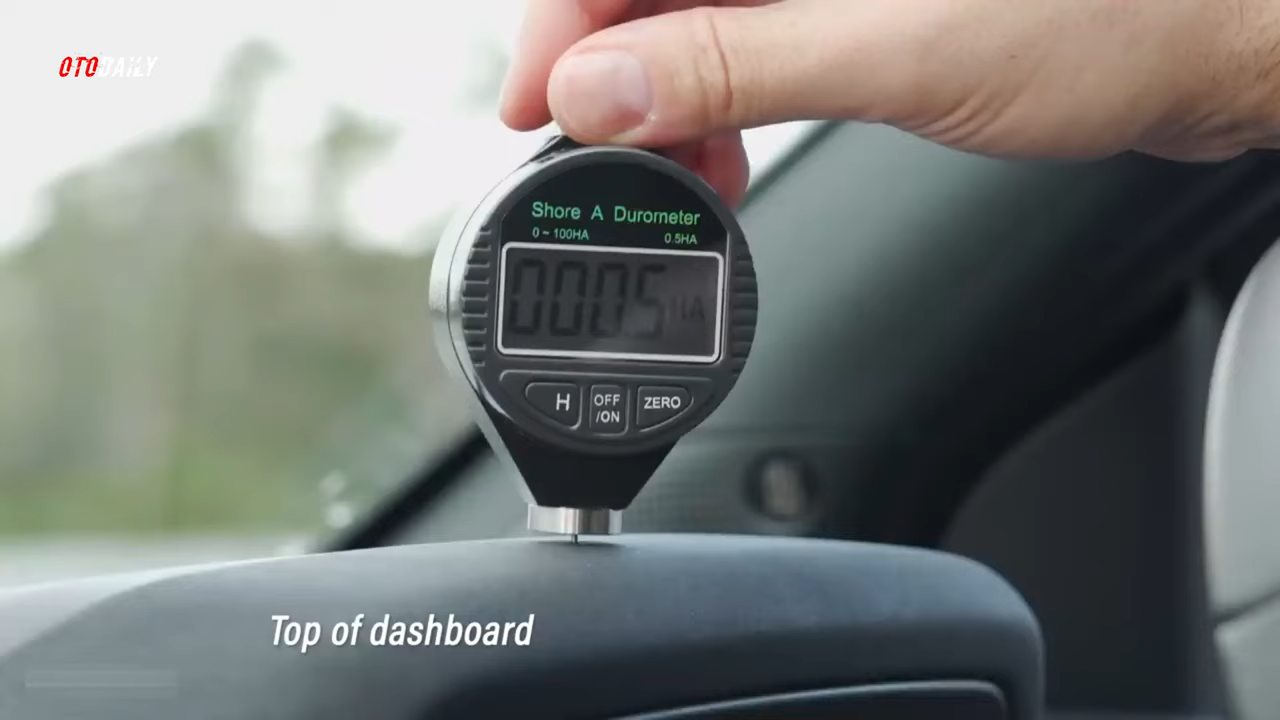 OTODAILY
Shore A Durometer
0 ~ 100HA 0.5HA
0005 HA
H OFF /ON ZERO
Top of dashboard